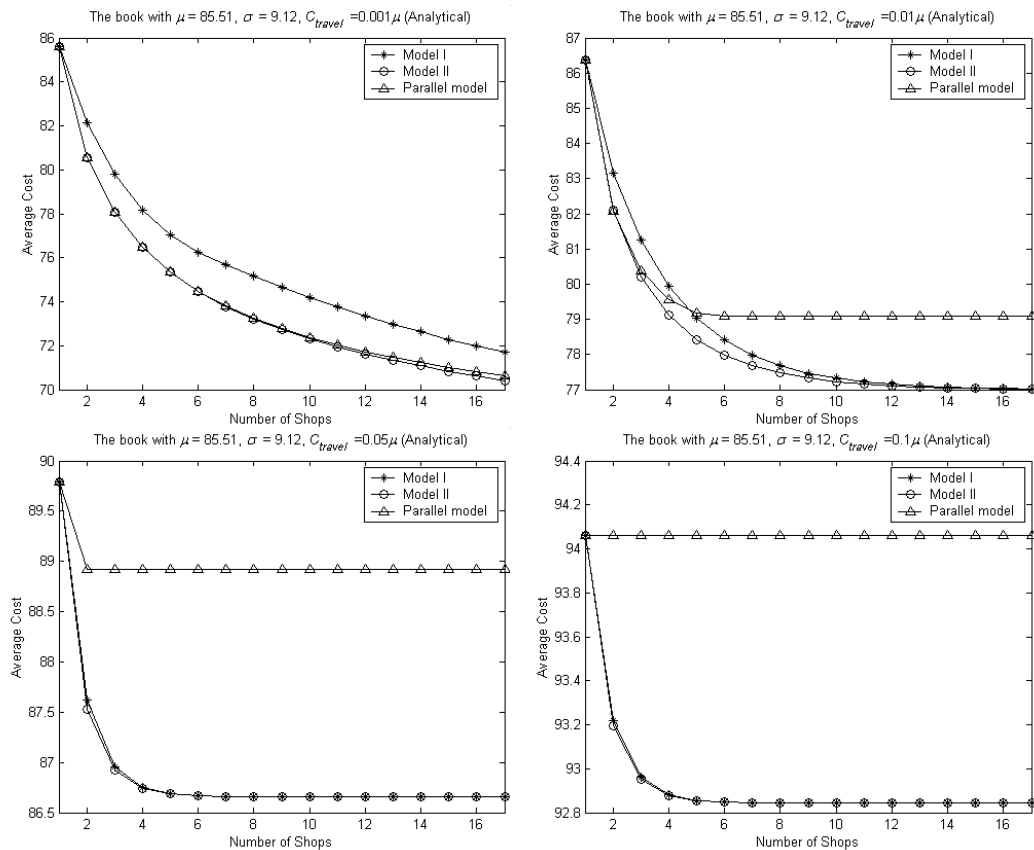 The book with μ = 85.51, σ = 9.12, C_travel =0.001μ (Analytical)
86
84
82
80
78
76
74
72
70
Average Cost
Model I
Model II
Parallel model
2 4 6 8 10 12 14 16
Number of Shops
The book with μ = 85.51, σ = 9.12, C_travel =0.01μ (Analytical)
87
86
85
84
83
82
81
80
79
78
77
Average Cost
Model I
Model II
Parallel model
2 4 6 8 10 12 14 16
Number of Shops
The book with μ = 85.51, σ = 9.12, C_travel =0.05μ (Analytical)
90
89.5
89
88.5
88
87.5
87
86.5
Average Cost
Model I
Model II
Parallel model
2 4 6 8 10 12 14 16
Number of Shops
The book with μ = 85.51, σ = 9.12, C_travel =0.1μ (Analytical)
94.4
94.2
94
93.8
93.6
93.4
93.2
93
92.8
Average Cost
Model I
Model II
Parallel model
2 4 6 8 10 12 14 16
Number of Shops